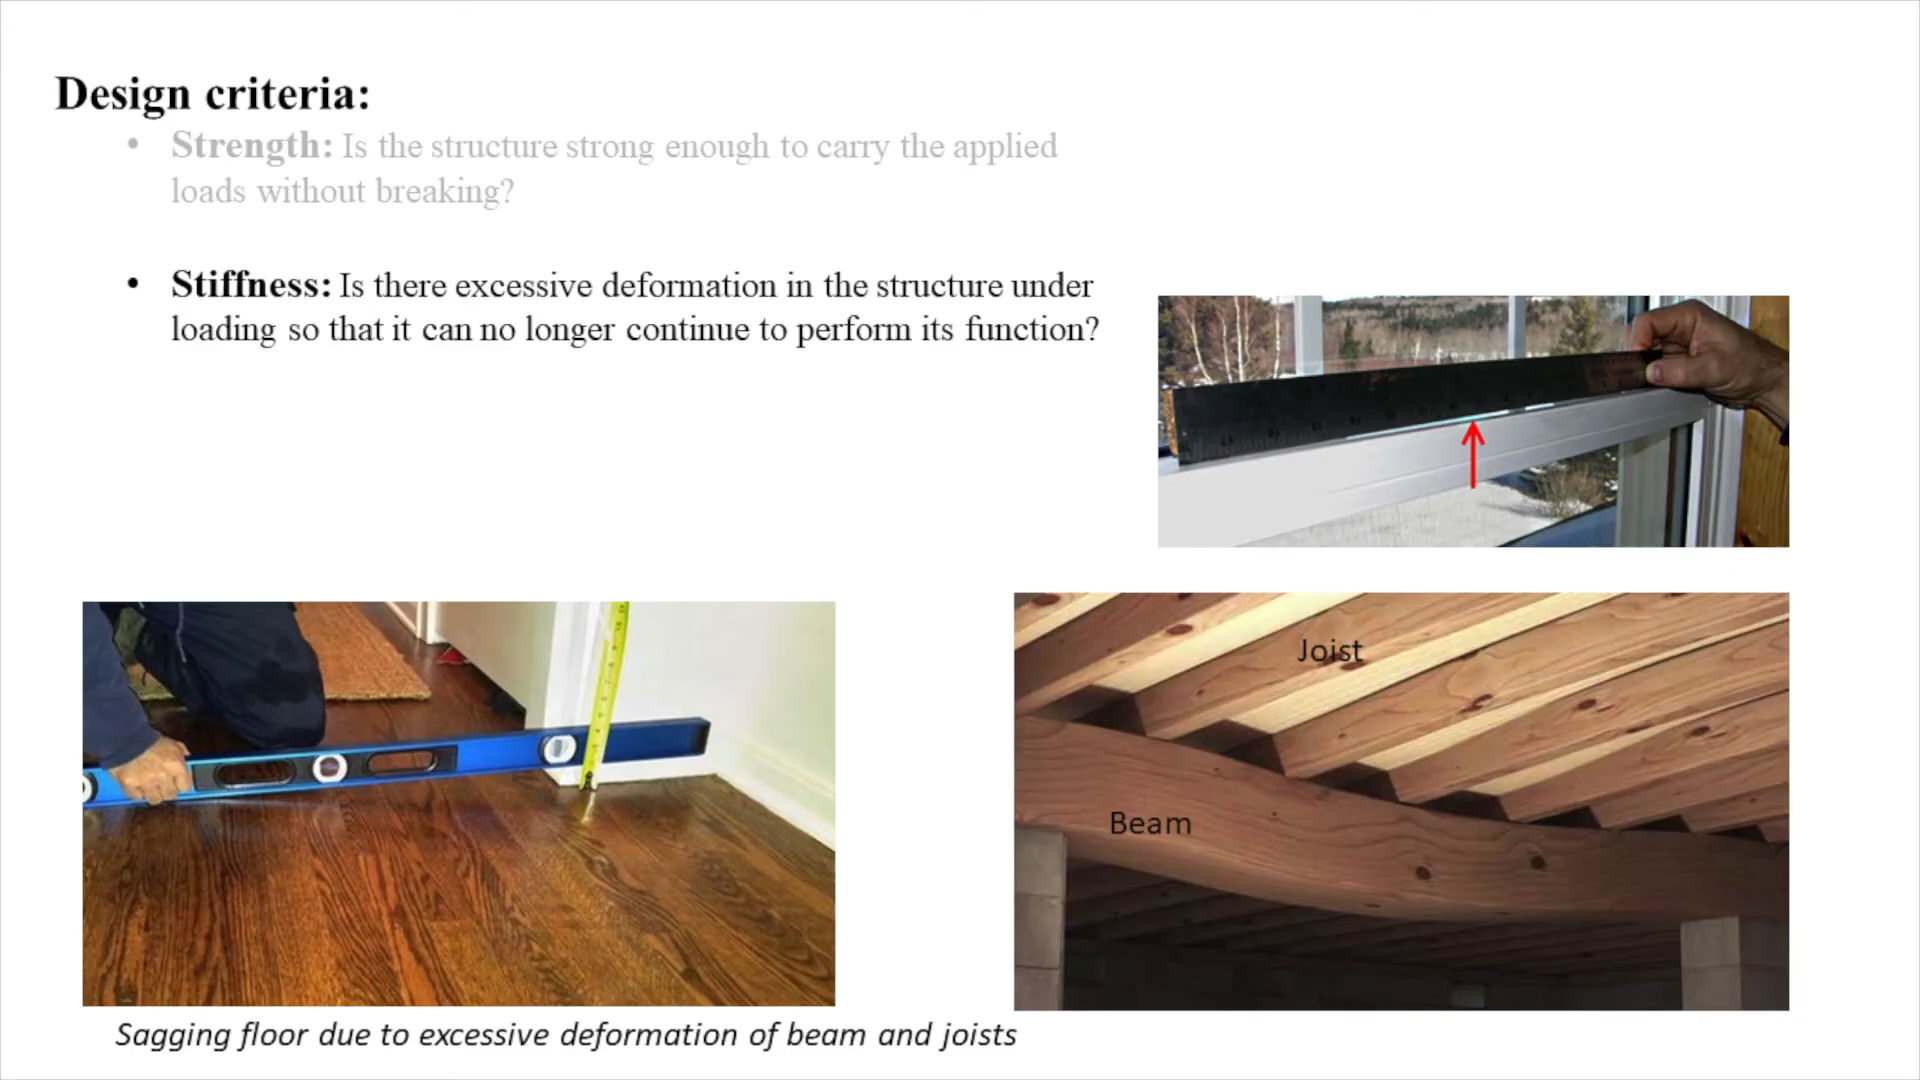 Design criteria:
• Strength: Is the structure strong enough to carry the applied
loads without breaking?
• Stiffness: Is there excessive deformation in the structure under
loading so that it can no longer continue to perform its function?
Joist
Beam
Sagging floor due to excessive deformation of beam and joists